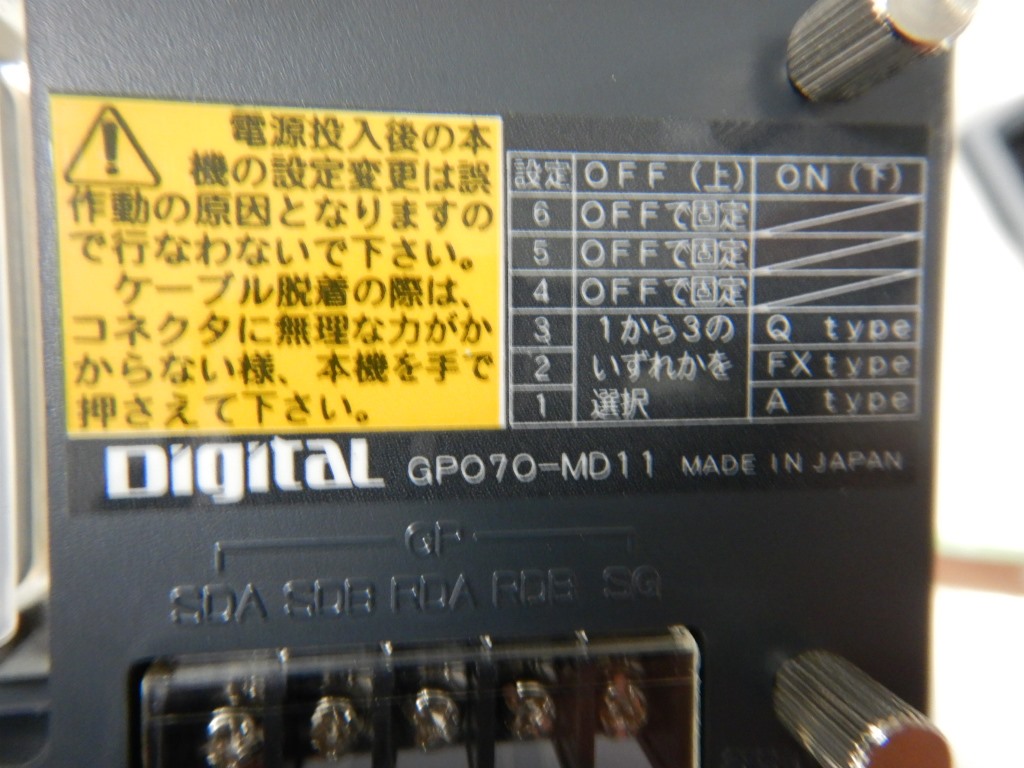 電源投入後の本
機の設定変更は誤
作動の原因となりますの
で行なわないで下さい。
ケーブル脱着の際は、
コネクタに無理な力がか
からない様、本機を手で
押さえて下さい。
設定 OFF (上) ON (下)
6 OFFで固定
5 OFFで固定
4 OFFで固定
3 1から3の Q type
2 いずれかを FX type
1 選択 A type
Digital GP070-MD11 MADE IN JAPAN
GP
SDA SDB RDA RDB SG